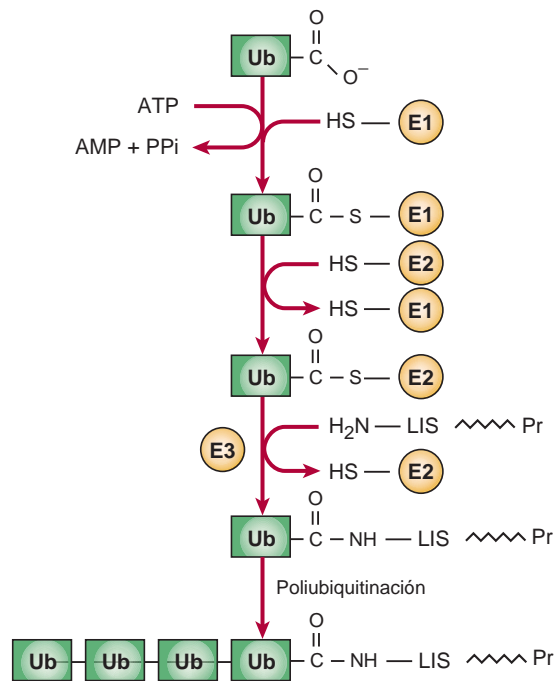 O
Ub C O–
ATP
HS E1
AMP + PPi
O
Ub C S E1
HS E2
HS E1
O
Ub C S E2
H2N LIS Pr
E3
HS E2
O
Ub C NH LIS Pr
Poliubiquitinación
O
Ub Ub Ub Ub C NH LIS Pr